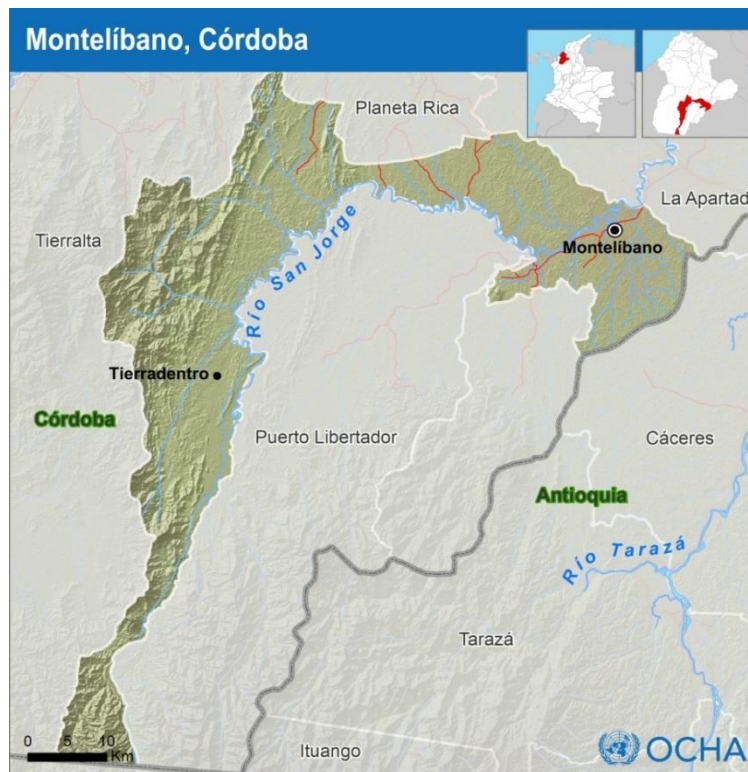 Montelíbano, Córdoba
Planeta Rica
La Apartad
Tierralta
Río San Jorge
Montelíbano
Tierradentro
Córdoba
Puerto Libertador
Cáceres
Antioquia
Río Tarazá
Tarazá
0 5 10
Km
Ituango
OCHA